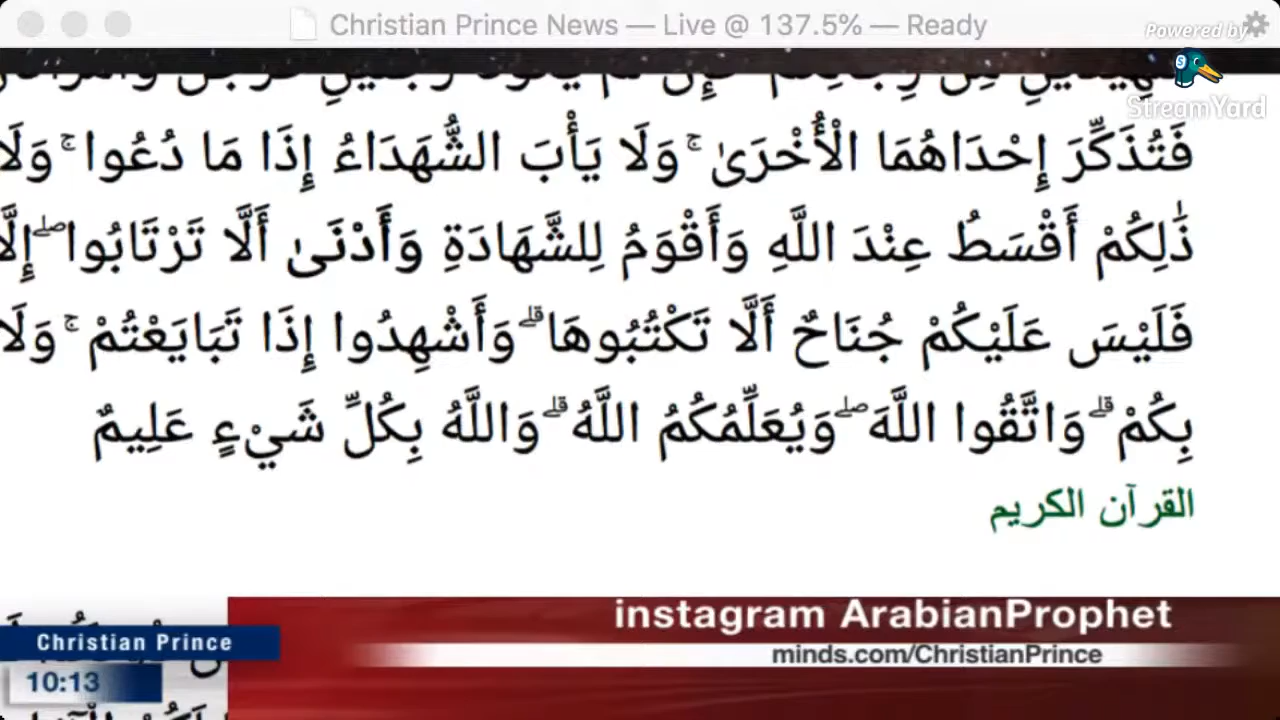 Christian Prince News — Live @ 137.5% — Ready
Powered by
StreamYard
فَتُذَكِّرَ إِحْدَاهُمَا الْأُخْرَىٰ ۚ وَلَا يَأْبَ الشُّهَدَاءُ إِذَا مَا دُعُوا ۚ وَلَا
ذَٰلِكُمْ أَقْسَطُ عِنْدَ اللَّهِ وَأَقْوَمُ لِلشَّهَادَةِ وَأَدْنَىٰ أَلَّا تَرْتَابُوا ۖ إِلَّا
فَلَيْسَ عَلَيْكُمْ جُنَاحٌ أَلَّا تَكْتُبُوهَا ۗ وَأَشْهِدُوا إِذَا تَبَايَعْتُمْ ۚ وَلَا
بِكُمْ ۗ وَاتَّقُوا اللَّهَ ۖ وَيُعَلِّمُكُمُ اللَّهُ ۗ وَاللَّهُ بِكُلِّ شَيْءٍ عَلِيمٌ
القرآن الكريم
instagram ArabianProphet
minds.com/ChristianPrince
Christian Prince
10:13